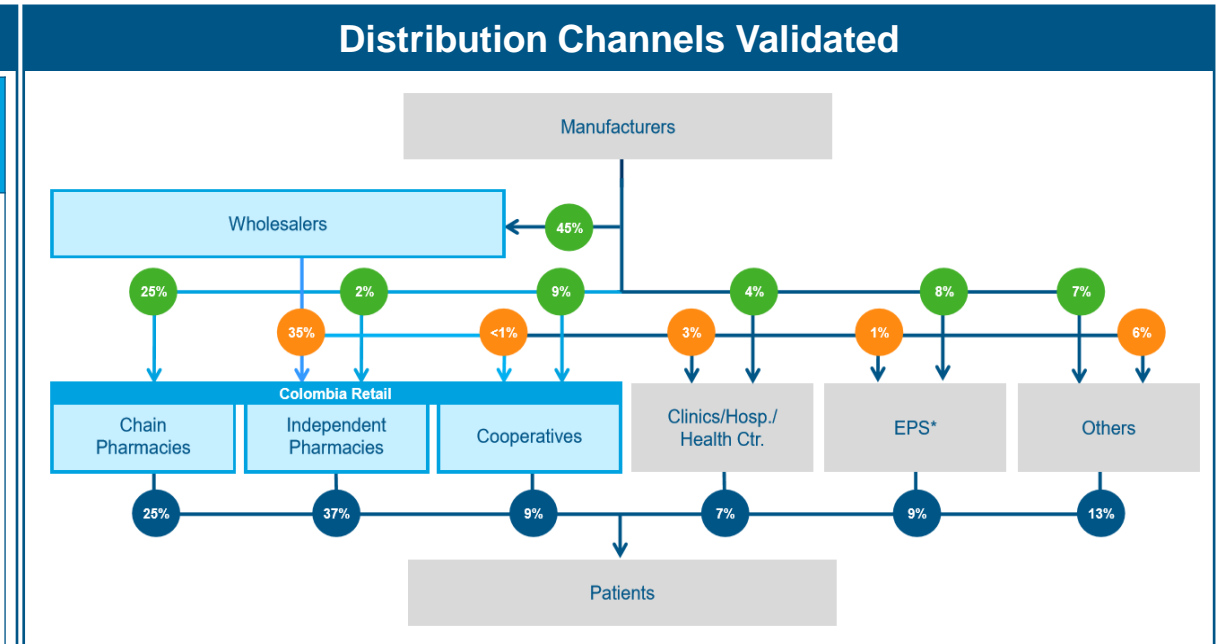 Distribution Channels Validated
Manufacturers
Wholesalers
45%
25%
2%
9%
4%
8%
7%
35%
<1%
3%
1%
6%
Colombia Retail
Chain
Pharmacies
Independent
Pharmacies
Cooperatives
Clinics/Hosp./
Health Ctr.
EPS*
Others
25%
37%
9%
7%
9%
13%
Patients